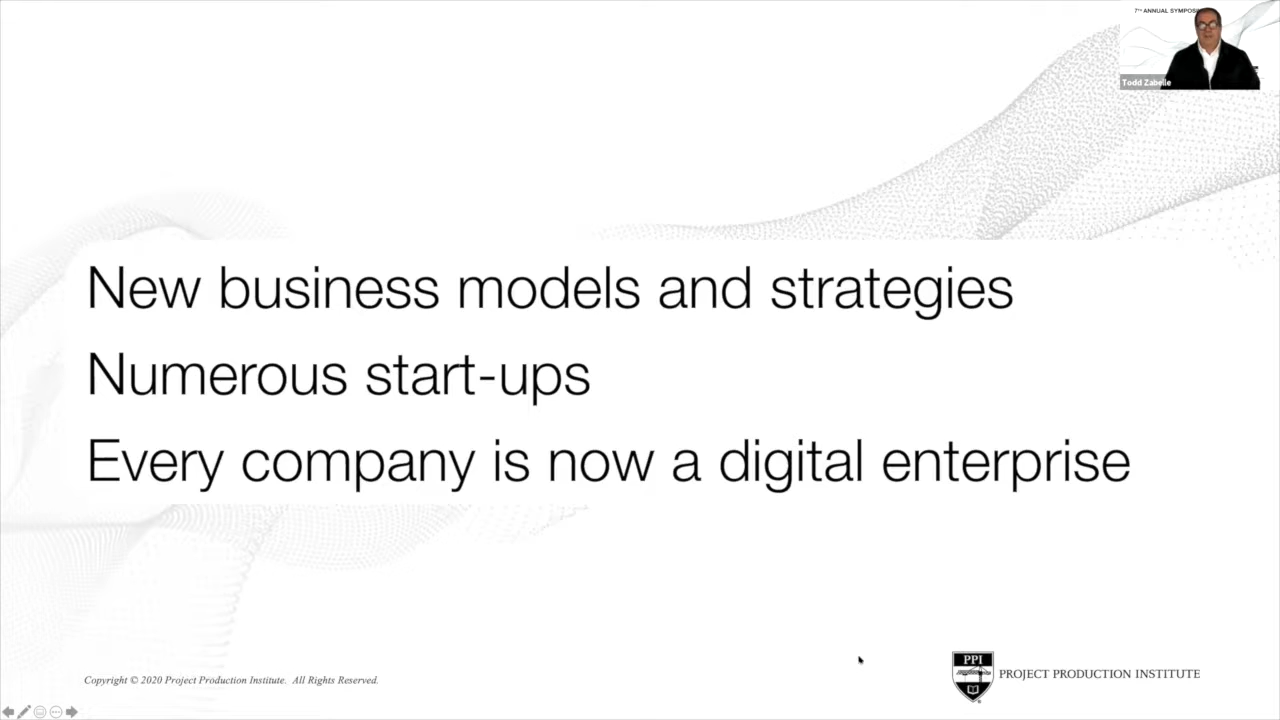 7TH ANNUAL SYMPOS
Todd Zabelle
New business models and strategies
Numerous start-ups
Every company is now a digital enterprise
Copyright © 2020 Project Production Institute. All Rights Reserved.
PPI
PROJECT PRODUCTION INSTITUTE